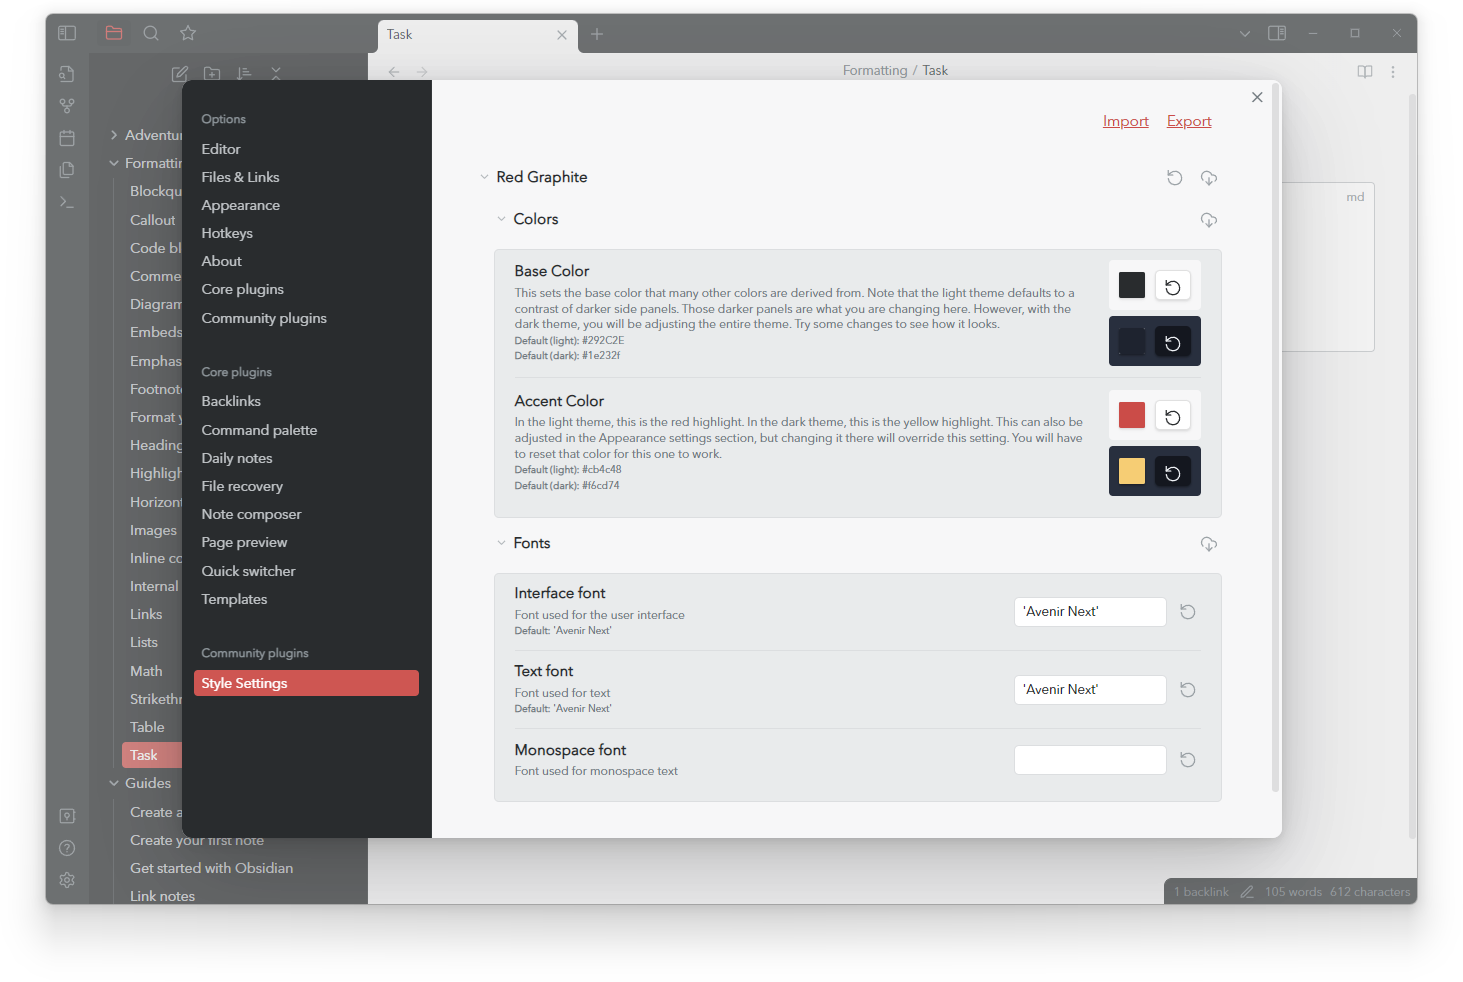 Task
Formatting / Task
Adventu
Formattin
Blockqu
Callout
Code bl
Comme
Diagram
Embeds
Emphas
Footnot
Format y
Heading
Highligh
Horizont
Images
Inline co
Internal
Links
Lists
Math
Strikethr
Table
Task
Guides
Create a
Create your first note
Get started with Obsidian
Link notes
Options
Editor
Files & Links
Appearance
Hotkeys
About
Core plugins
Community plugins
Core plugins
Backlinks
Command palette
Daily notes
File recovery
Note composer
Page preview
Quick switcher
Templates
Community plugins
Style Settings
Import Export
Red Graphite
Colors
Base Color
This sets the base color that many other colors are derived from. Note that the light theme defaults to a
contrast of darker side panels. Those darker panels are what you are changing here. However, with the
dark theme, you will be adjusting the entire theme. Try some changes to see how it looks.
Default (light): #292C2E
Default (dark): #1e232f
Accent Color
In the light theme, this is the red highlight. In the dark theme, this is the yellow highlight. This can also be
adjusted in the Appearance settings section, but changing it there will override this setting. You will have
to reset that color for this one to work.
Default (light): #cb4c48
Default (dark): #f6cd74
Fonts
Interface font
Font used for the user interface
Default: 'Avenir Next'
'Avenir Next'
Text font
Font used for text
Default: 'Avenir Next'
'Avenir Next'
Monospace font
Font used for monospace text
md
1 backlink 105 words 612 characters